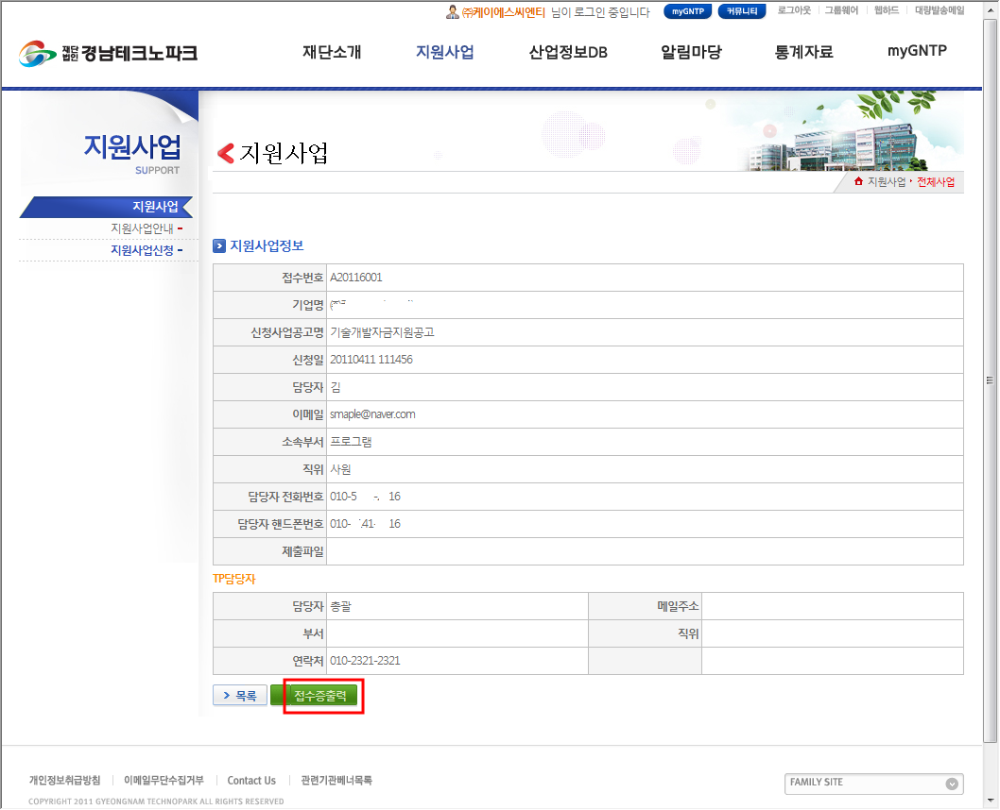 ㈜케이에스씨엔티 님이 로그인 중입니다 myGNTP 커뮤니티 로그아웃 그룹웨어 웹하드 대량발송메일
재단법인 경남테크노파크 재단소개 지원사업 산업정보DB 알림마당 통계자료 myGNTP
지원사업
SUPPORT
지원사업
지원사업안내
지원사업신청
지원사업
지원사업 전체사업
지원사업정보
접수번호 A20116001
기업명
신청사업공고명 기술개발자금지원공고
신청일 20110411 111456
담당자 김
이메일 smaple@naver.com
소속부서 프로그램
직위 사원
담당자 전화번호 010-5 -. 16
담당자 핸드폰번호 010- 41- 16
제출파일
TP담당자
담당자 총괄 메일주소
부서 직위
연락처 010-2321-2321
목록 접수증출력
개인정보취급방침 이메일무단수집거부 Contact Us 관련기관베너목록
FAMILY SITE
COPYRIGHT 2011 GYEONGNAM TECHNOPARK ALL RIGHTS RESERVED